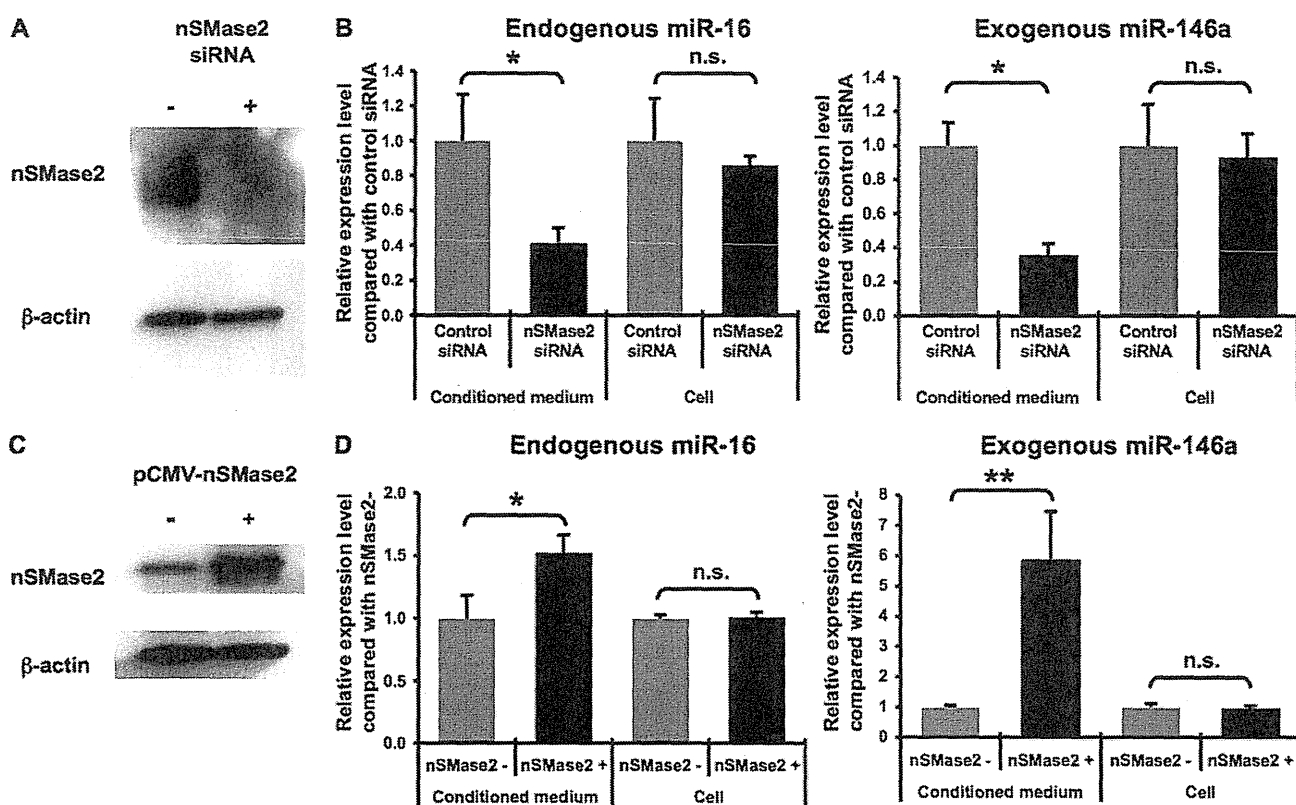 A
nSMase2
siRNA
- +
nSMase2
β-actin
B
Endogenous miR-16
Relative expression level
compared with control siRNA
1.4
1.2
1.0
0.8
0.6
0.4
0.2
0.0
*
n.s.
Control
siRNA
nSMase2
siRNA
Control
siRNA
nSMase2
siRNA
Conditioned medium
Cell
Exogenous miR-146a
Relative expression level
compared with control siRNA
1.4
1.2
1.0
0.8
0.6
0.4
0.2
0.0
*
n.s.
Control
siRNA
nSMase2
siRNA
Control
siRNA
nSMase2
siRNA
Conditioned medium
Cell
C
pCMV-nSMase2
- +
nSMase2
β-actin
D
Endogenous miR-16
Relative expression level
compared with nSMase2-
2.0
1.5
1.0
0.5
0.0
*
n.s.
nSMase2 -
nSMase2 +
nSMase2 -
nSMase2 +
Conditioned medium
Cell
Exogenous miR-146a
Relative expression level
compared with nSMase2-
8
7
6
5
4
3
2
1
0
**
n.s.
nSMase2 -
nSMase2 +
nSMase2 -
nSMase2 +
Conditioned medium
Cell